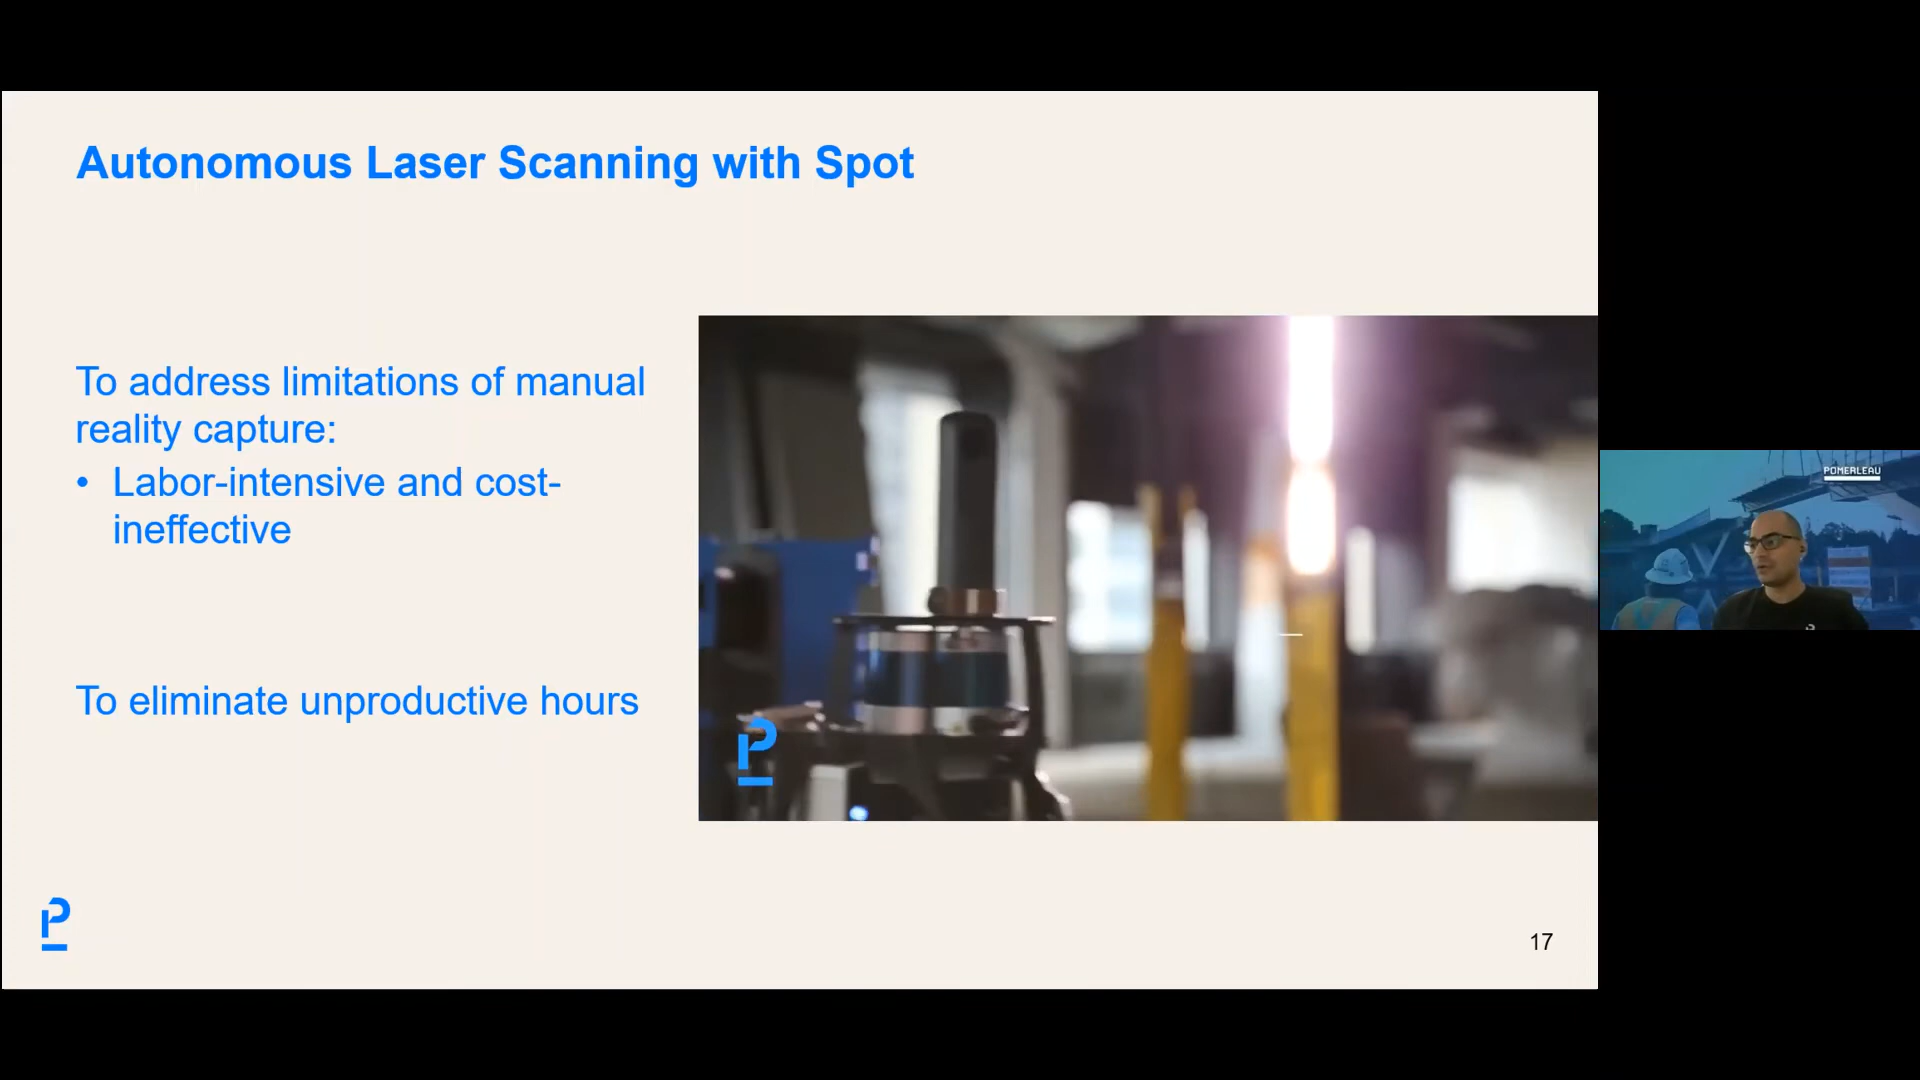 Autonomous Laser Scanning with Spot
To address limitations of manual
reality capture:
• Labor-intensive and cost-
ineffective
To eliminate unproductive hours
17
POMERLEAU